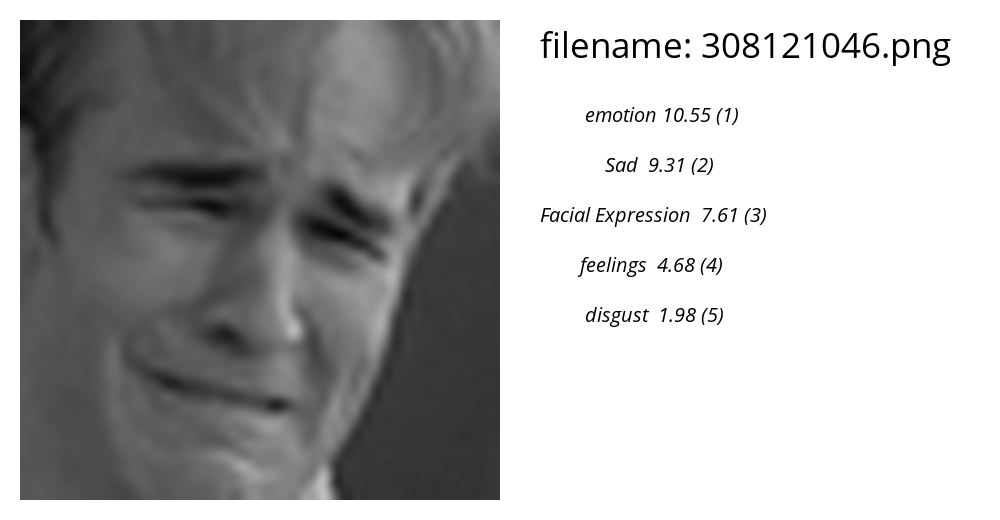 filename: 308121046.png
emotion 10.55 (1)
Sad 9.31 (2)
Facial Expression 7.61 (3)
feelings 4.68 (4)
disgust 1.98 (5)